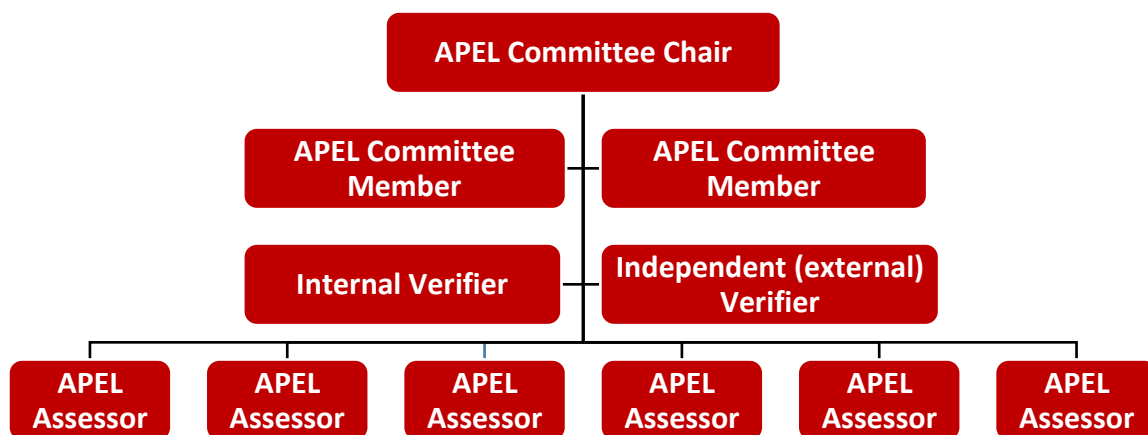 APEL Committee Chair
APEL Committee
Member
APEL Committee
Member
Internal Verifier
Independent (external)
Verifier
APEL
Assessor
APEL
Assessor
APEL
Assessor
APEL
Assessor
APEL
Assessor
APEL
Assessor